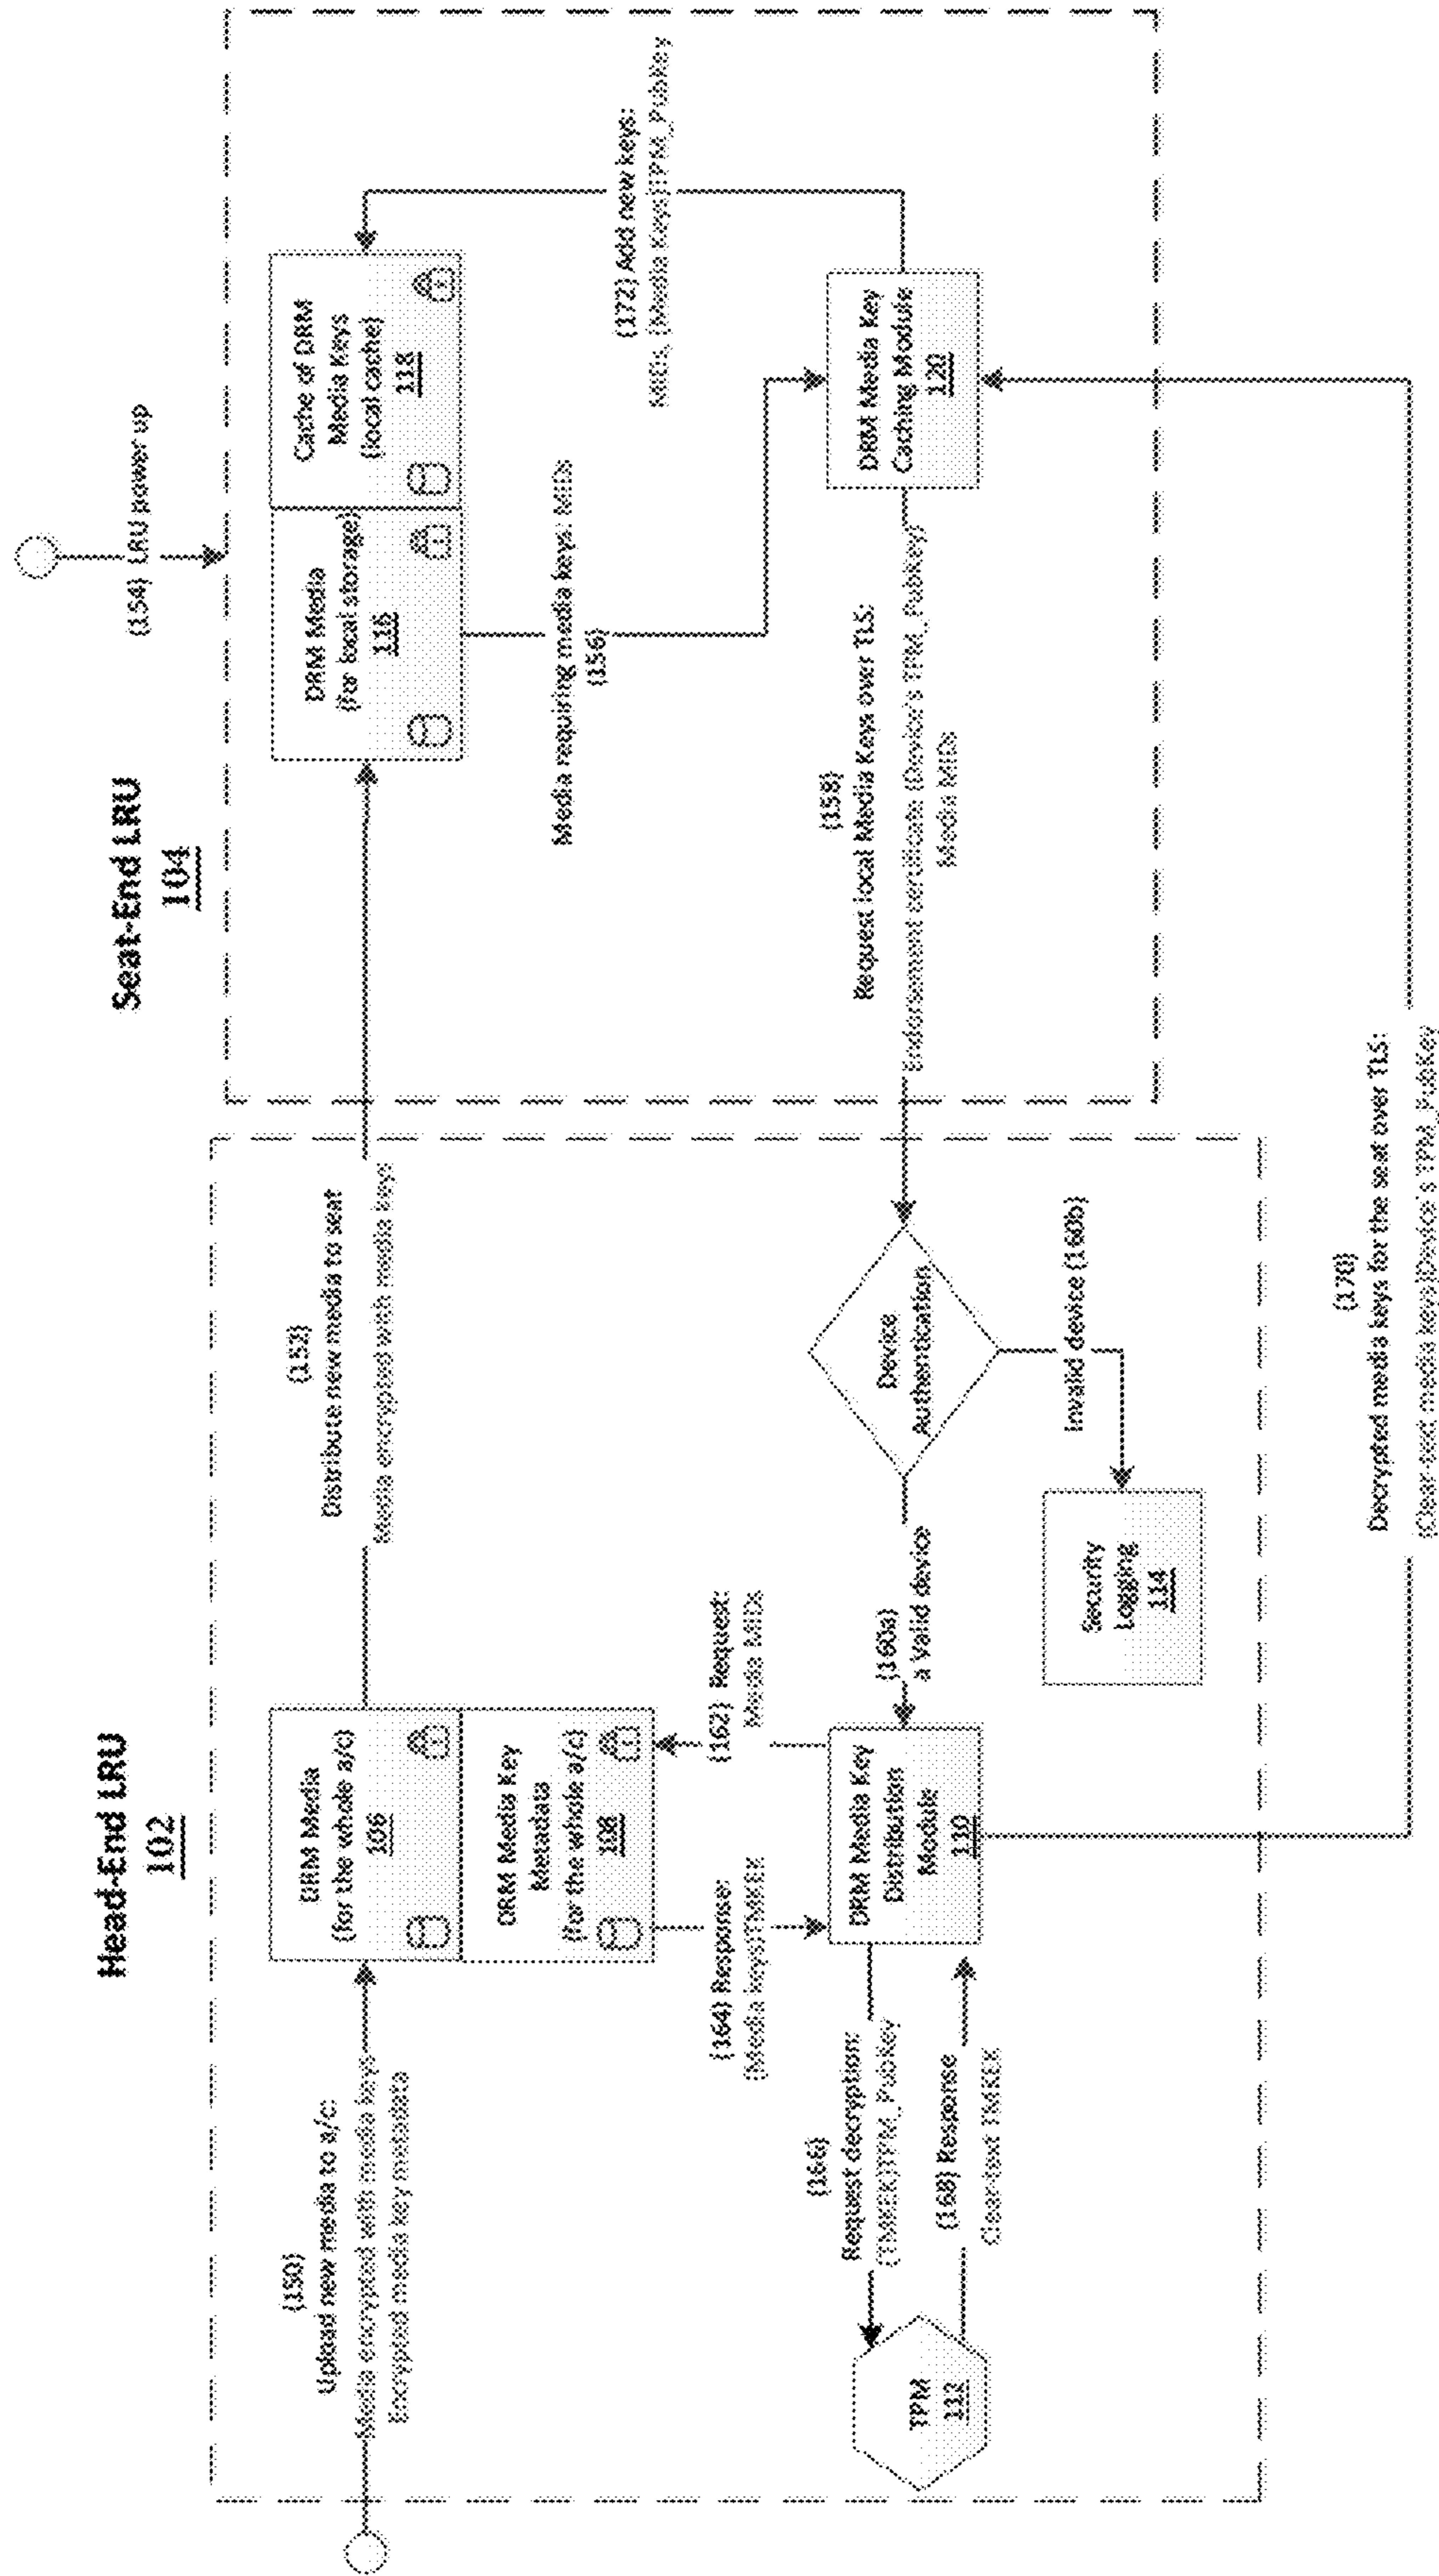 Head-End LRU
102
Seat-End LRU
104
(150)
Upload new media to a/c:
Media encrypted with media keys
Encrypted media key metadata
DRM Media
(for the whole a/c)
106
DRM Media Key
Metadata
(for the whole a/c)
108
(152)
Distribute new media to seat
Media encrypted with media keys
(154) LRU power up
DRM Media
(for local storage)
116
Cache of DRM
Media Keys
(local cache)
118
Media requiring media keys: MIDs
(156)
(172) Add new keys:
MIDs, (Media Keys)TPM_PubKey
DRM Media Key
Caching Module
120
(158)
Request local Media Keys over TLS:
Endorsement certificate (Device's TPM_PubKey)
Media MIDs
Device
Authentication
(160a)
a valid device
Invalid device (160b)
Security
Logging
114
(162) Request:
Media MIDs
(164) Response:
(Media keys)TMKEK
DRM Media Key
Distribution
Module
110
(166)
Request decryption:
(TMKEK)TPM_PubKey
(168) Response
Clear-text TMKEK
TPM
112
(170)
Decrypted media keys for the seat over TLS:
(Clear-text media keys)Device's TPM_PubKey